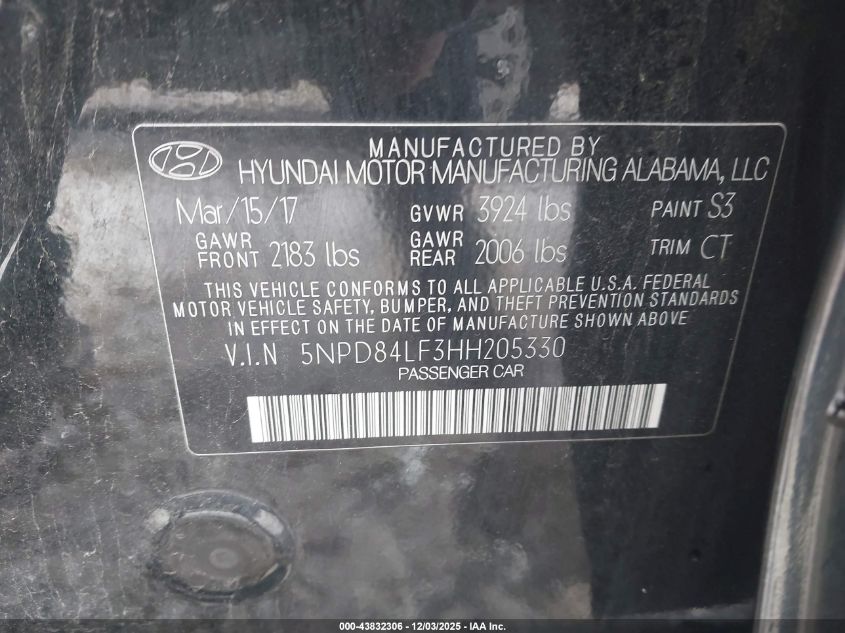 MANUFACTURED BY
HYUNDAI MOTOR MANUFACTURING ALABAMA, LLC
Mar/15/17 GVWR 3924 lbs PAINT S3
GAWR FRONT 2183 lbs GAWR REAR 2006 lbs TRIM CT
THIS VEHICLE CONFORMS TO ALL APPLICABLE U.S.A. FEDERAL
MOTOR VEHICLE SAFETY, BUMPER, AND THEFT PREVENTION STANDARDS
IN EFFECT ON THE DATE OF MANUFACTURE SHOWN ABOVE
V.I.N 5NPD84LF3HH205330
PASSENGER CAR
000-43832306 - 12/03/2025 - IAA Inc.